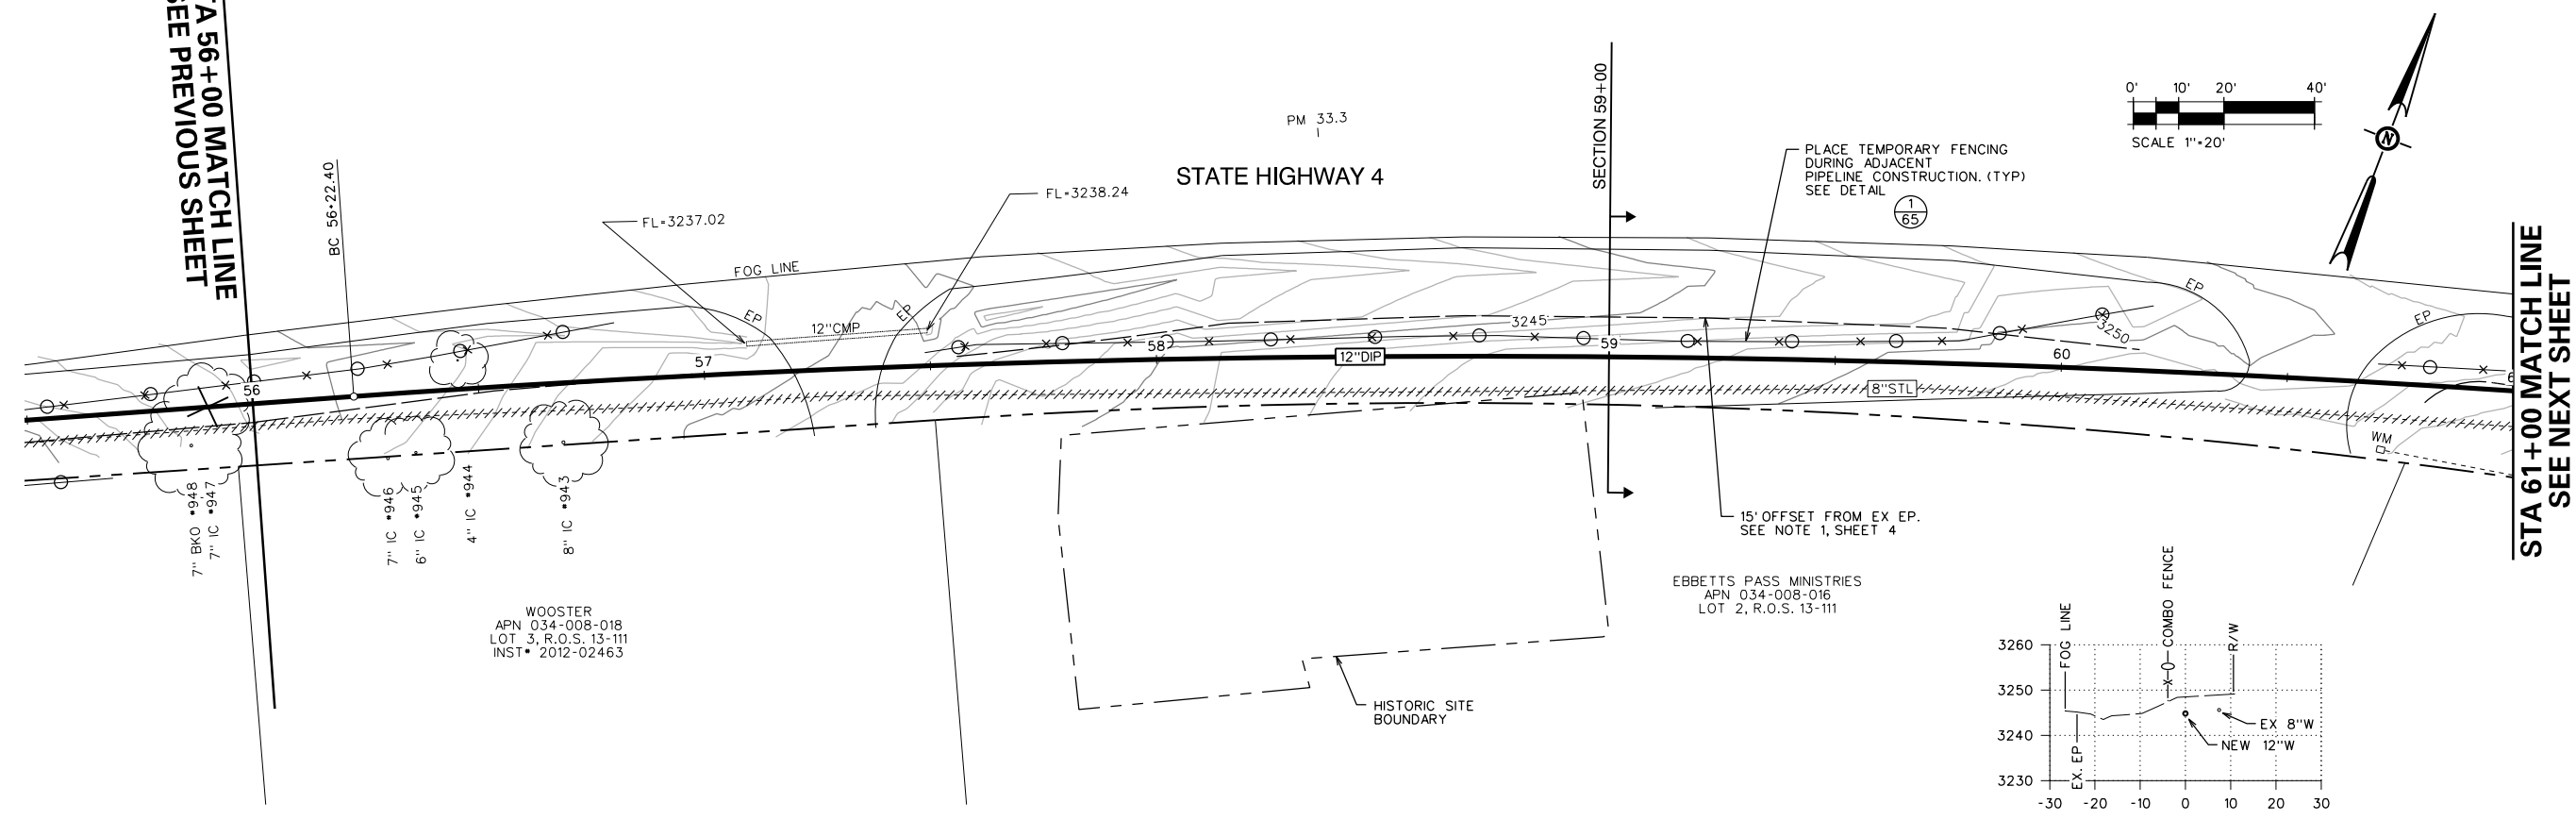 STA 56+00 MATCH LINE
SEE PREVIOUS SHEET
BC 56+22.40
FL=3237.02
FL=3238.24
FOG LINE
EP
12"CMP
EP
PM 33.3
STATE HIGHWAY 4
SECTION 59+00
PLACE TEMPORARY FENCING
DURING ADJACENT
PIPELINE CONSTRUCTION. (TYP)
SEE DETAIL
1
65
0' 10' 20' 40'
SCALE 1"=20'
N
STA 61+00 MATCH LINE
SEE NEXT SHEET
56
57
58
59
60
12"DIP
8"STL
3245
3250
EP
EP
WM
7" BKO #948
7" IC #947
7" IC #946
6" IC #945
4" IC #944
8" IC #943
WOOSTER
APN 034-008-018
LOT 3, R.O.S. 13-111
INST# 2012-02463
HISTORIC SITE
BOUNDARY
15' OFFSET FROM EX EP.
SEE NOTE 1, SHEET 4
EBBETTS PASS MINISTRIES
APN 034-008-016
LOT 2, R.O.S. 13-111
FOG LINE
COMBO FENCE
R/W
3260
3250
3240
3230
EX. EP
EX 8"W
NEW 12"W
-30 -20 -10 0 10 20 30